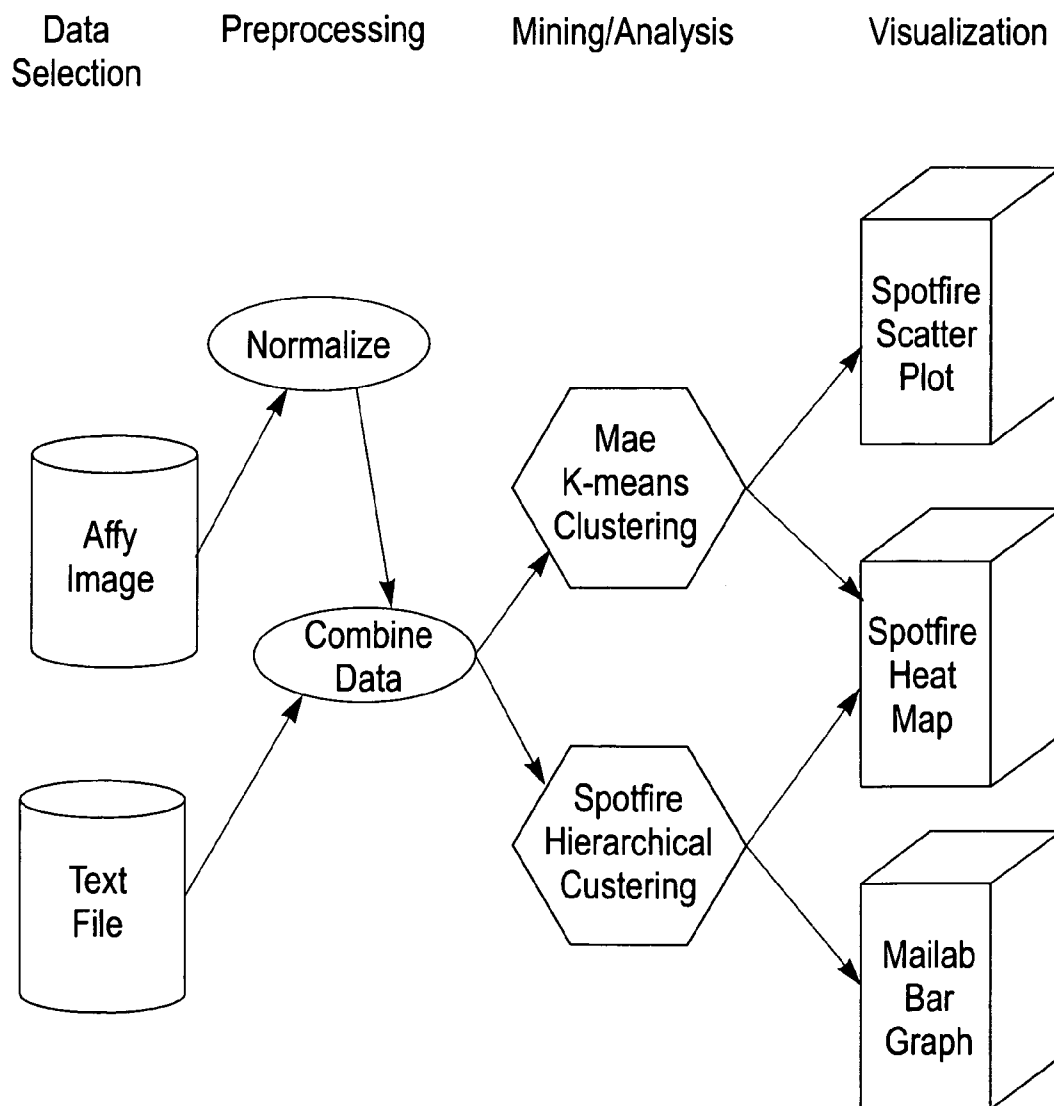 Data
Selection
Preprocessing
Mining/Analysis
Visualization
Normalize
Affy
Image
Combine
Data
Text
File
Mae
K-means
Clustering
Spotfire
Hierarchical
Custering
Spotfire
Scatter
Plot
Spotfire
Heat
Map
Mailab
Bar
Graph